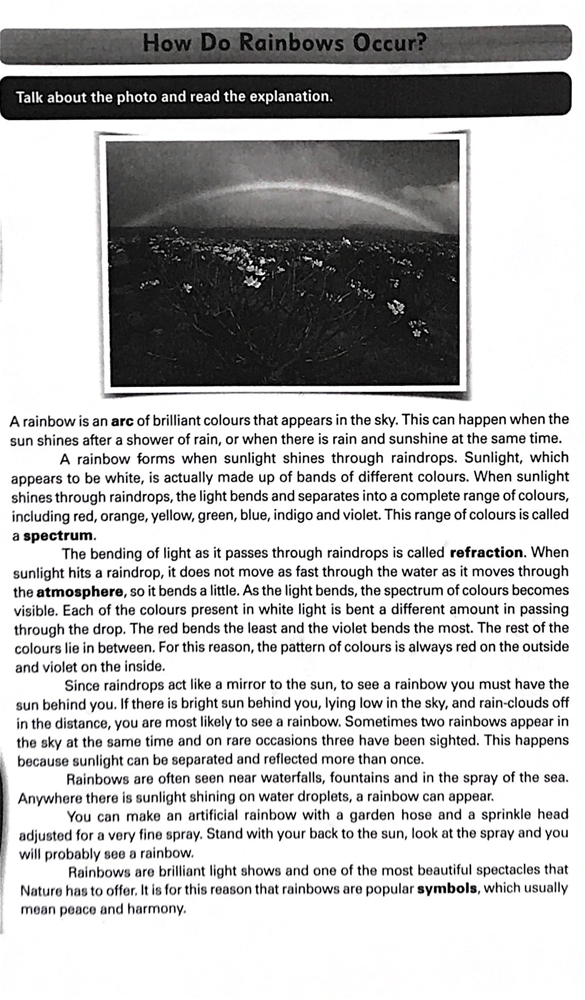 How Do Rainbows Occur?
Talk about the photo and read the explanation.
A rainbow is an arc of brilliant colours that appears in the sky. This can happen when the
sun shines after a shower of rain, or when there is rain and sunshine at the same time.
A rainbow forms when sunlight shines through raindrops. Sunlight, which
appears to be white, is actually made up of bands of different colours. When sunlight
shines through raindrops, the light bends and separates into a complete range of colours,
including red, orange, yellow, green, blue, indigo and violet. This range of colours is called
a spectrum.
The bending of light as it passes through raindrops is called refraction. When
sunlight hits a raindrop, it does not move as fast through the water as it moves through
the atmosphere, so it bends a little. As the light bends, the spectrum of colours becomes
visible. Each of the colours present in white light is bent a different amount in passing
through the drop. The red bends the least and the violet bends the most. The rest of the
colours lie in between. For this reason, the pattern of colours is always red on the outside
and violet on the inside.
Since raindrops act like a mirror to the sun, to see a rainbow you must have the
sun behind you. If there is bright sun behind you, lying low in the sky, and rain-clouds off
in the distance, you are most likely to see a rainbow. Sometimes two rainbows appear in
the sky at the same time and on rare occasions three have been sighted. This happens
because sunlight can be separated and reflected more than once.
Rainbows are often seen near waterfalls, fountains and in the spray of the sea.
Anywhere there is sunlight shining on water droplets, a rainbow can appear.
You can make an artificial rainbow with a garden hose and a sprinkle head
adjusted for a very fine spray. Stand with your back to the sun, look at the spray and you
will probably see a rainbow.
Rainbows are brilliant light shows and one of the most beautiful spectacles that
Nature has to offer. It is for this reason that rainbows are popular symbols, which usually
mean peace and harmony.